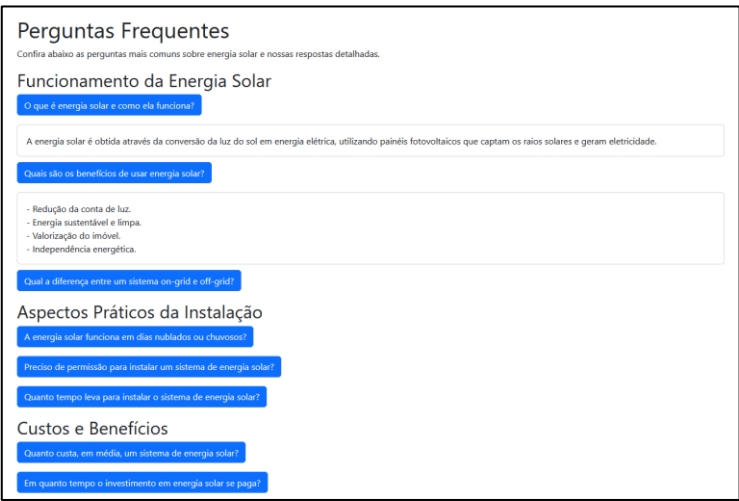 Perguntas Frequentes
Confira abaixo as perguntas mais comuns sobre energia solar e nossas respostas detalhadas.
Funcionamento da Energia Solar
O que é energia solar e como ela funciona?
A energia solar é obtida através da conversão da luz do sol em energia elétrica, utilizando painéis fotovoltaicos que captam os raios solares e geram eletricidade.
Quais são os benefícios de usar energia solar?
- Redução da conta de luz.
- Energia sustentável e limpa.
- Valorização do imóvel.
- Independência energética.
Qual a diferença entre um sistema on-grid e off-grid?
Aspectos Práticos da Instalação
A energia solar funciona em dias nublados ou chuvosos?
Preciso de permissão para instalar um sistema de energia solar?
Quanto tempo leva para instalar o sistema de energia solar?
Custos e Benefícios
Quanto custa, em média, um sistema de energia solar?
Em quanto tempo o investimento em energia solar se paga?